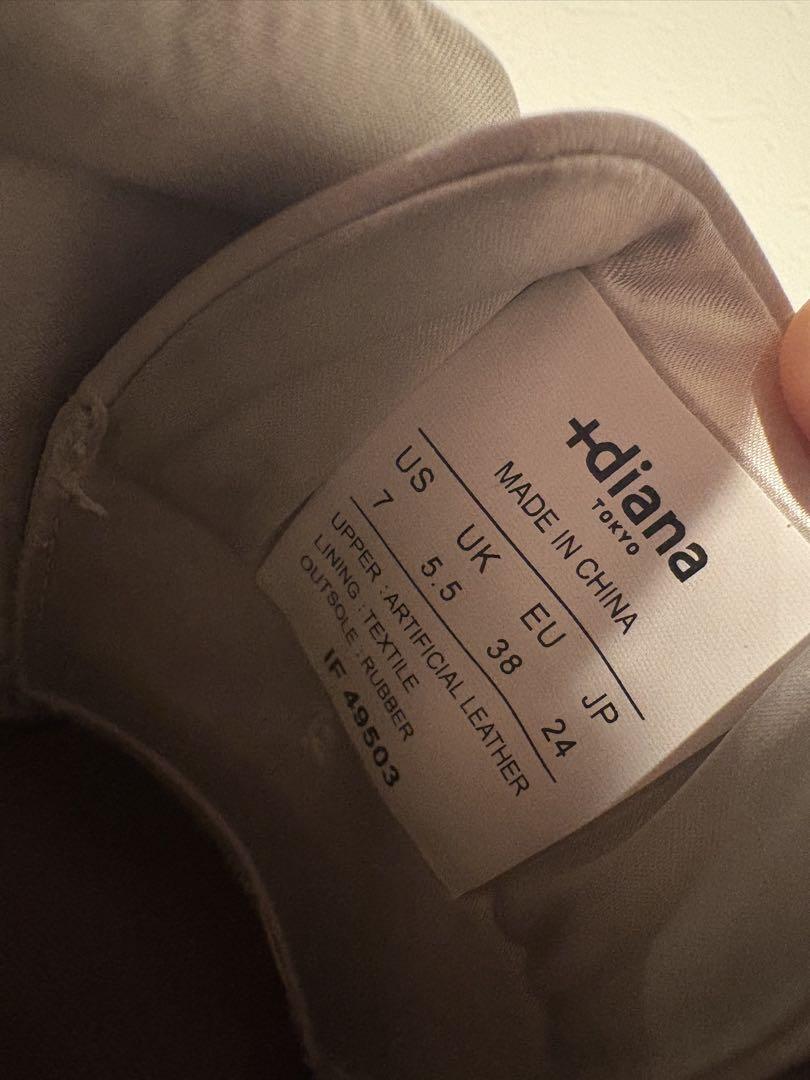 +diana
TOKYO
MADE IN CHINA
US UK EU JP
7 5.5 38 24
UPPER :ARTIFICIAL LEATHER
LINING :TEXTILE
OUTSOLE :RUBBER
IF 49503